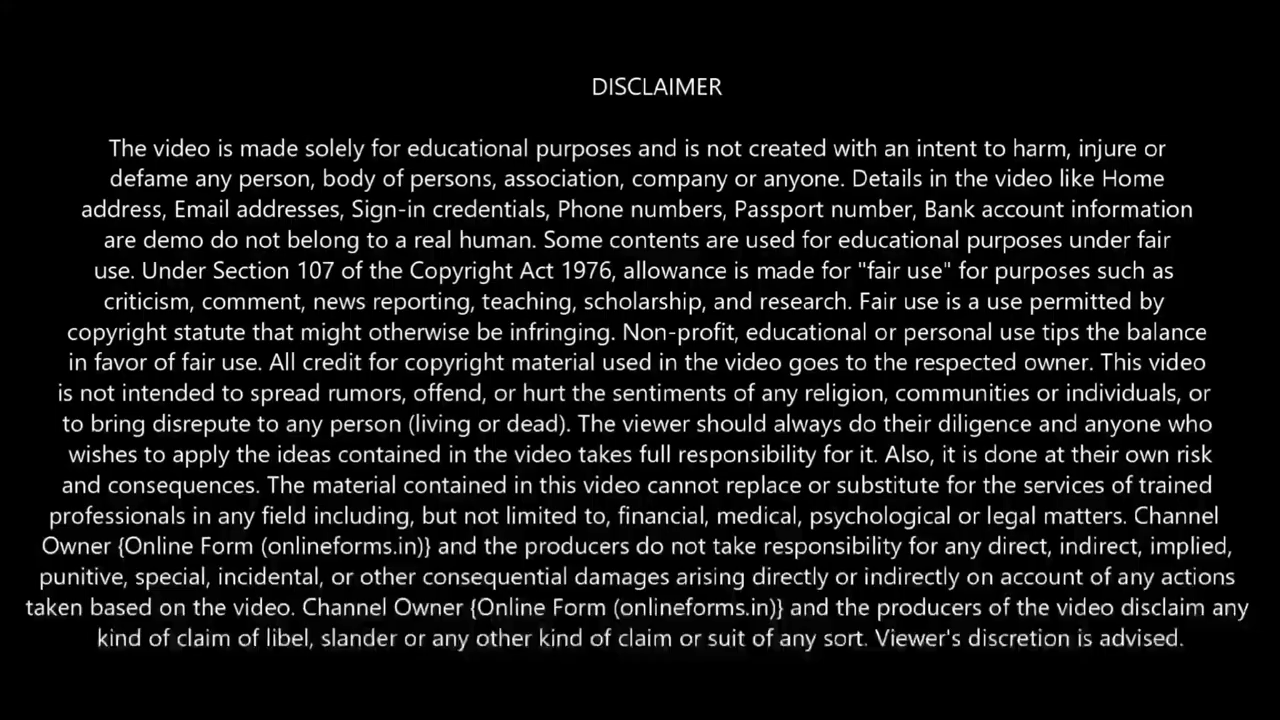 DISCLAIMER
The video is made solely for educational purposes and is not created with an intent to harm, injure or
defame any person, body of persons, association, company or anyone. Details in the video like Home
address, Email addresses, Sign-in credentials, Phone numbers, Passport number, Bank account information
are demo do not belong to a real human. Some contents are used for educational purposes under fair
use. Under Section 107 of the Copyright Act 1976, allowance is made for "fair use" for purposes such as
criticism, comment, news reporting, teaching, scholarship, and research. Fair use is a use permitted by
copyright statute that might otherwise be infringing. Non-profit, educational or personal use tips the balance
in favor of fair use. All credit for copyright material used in the video goes to the respected owner. This video
is not intended to spread rumors, offend, or hurt the sentiments of any religion, communities or individuals, or
to bring disrepute to any person (living or dead). The viewer should always do their diligence and anyone who
wishes to apply the ideas contained in the video takes full responsibility for it. Also, it is done at their own risk
and consequences. The material contained in this video cannot replace or substitute for the services of trained
professionals in any field including, but not limited to, financial, medical, psychological or legal matters. Channel
Owner {Online Form (onlineforms.in)} and the producers do not take responsibility for any direct, indirect, implied,
punitive, special, incidental, or other consequential damages arising directly or indirectly on account of any actions
taken based on the video. Channel Owner {Online Form (onlineforms.in)} and the producers of the video disclaim any
kind of claim of libel, slander or any other kind of claim or suit of any sort. Viewer's discretion is advised.